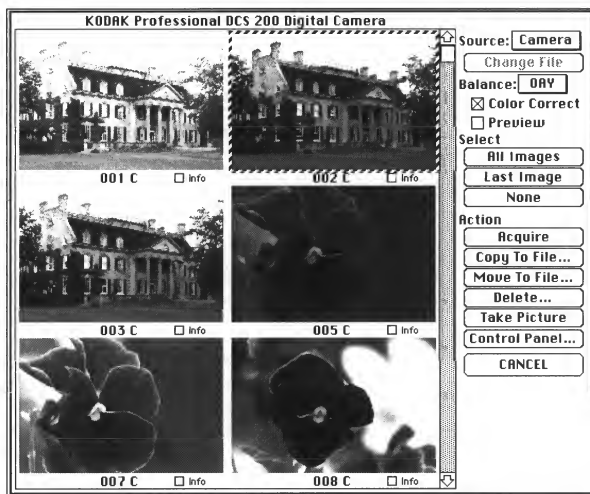 KODAK Professional DCS 200 Digital Camera
001 C Info
002 C Info
003 C Info
005 C Info
007 C Info
008 C Info
Source: Camera
Change File
Balance: DAY
Color Correct
Preview
Select
All Images
Last Image
None
Action
Acquire
Copy To File...
Move To File...
Delete...
Take Picture
Control Panel...
CANCEL